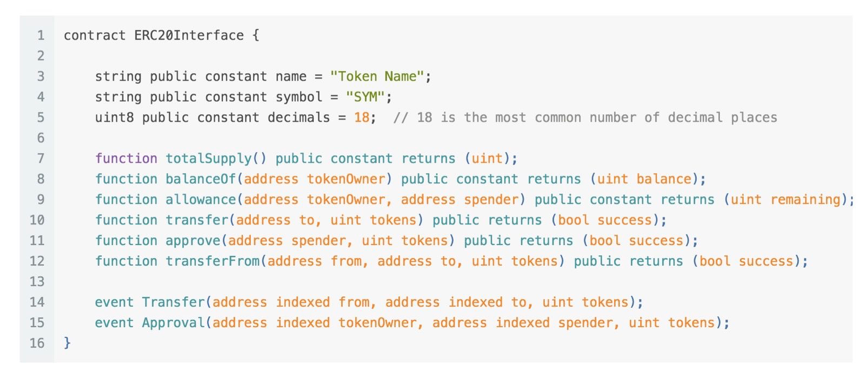 1 contract ERC20Interface {
2
3 string public constant name = "Token Name";
4 string public constant symbol = "SYM";
5 uint8 public constant decimals = 18;  // 18 is the most common number of decimal places
6
7 function totalSupply() public constant returns (uint);
8 function balanceOf(address tokenOwner) public constant returns (uint balance);
9 function allowance(address tokenOwner, address spender) public constant returns (uint remaining);
10 function transfer(address to, uint tokens) public returns (bool success);
11 function approve(address spender, uint tokens) public returns (bool success);
12 function transferFrom(address from, address to, uint tokens) public returns (bool success);
13
14 event Transfer(address indexed from, address indexed to, uint tokens);
15 event Approval(address indexed tokenOwner, address indexed spender, uint tokens);
16 }